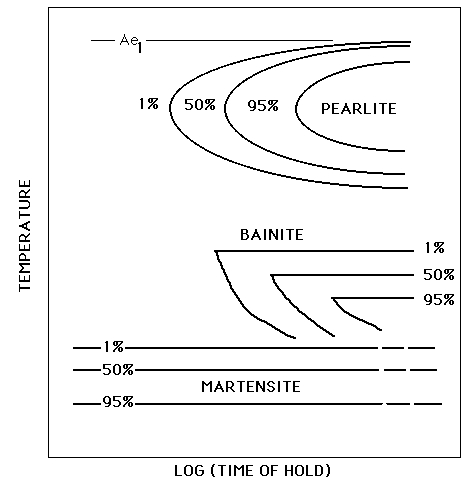 Ae1
1% 50% 95% PEARLITE
TEMPERATURE
BAINITE
1%
50%
95%
1%
50%
MARTENSITE
95%
LOG (TIME OF HOLD)